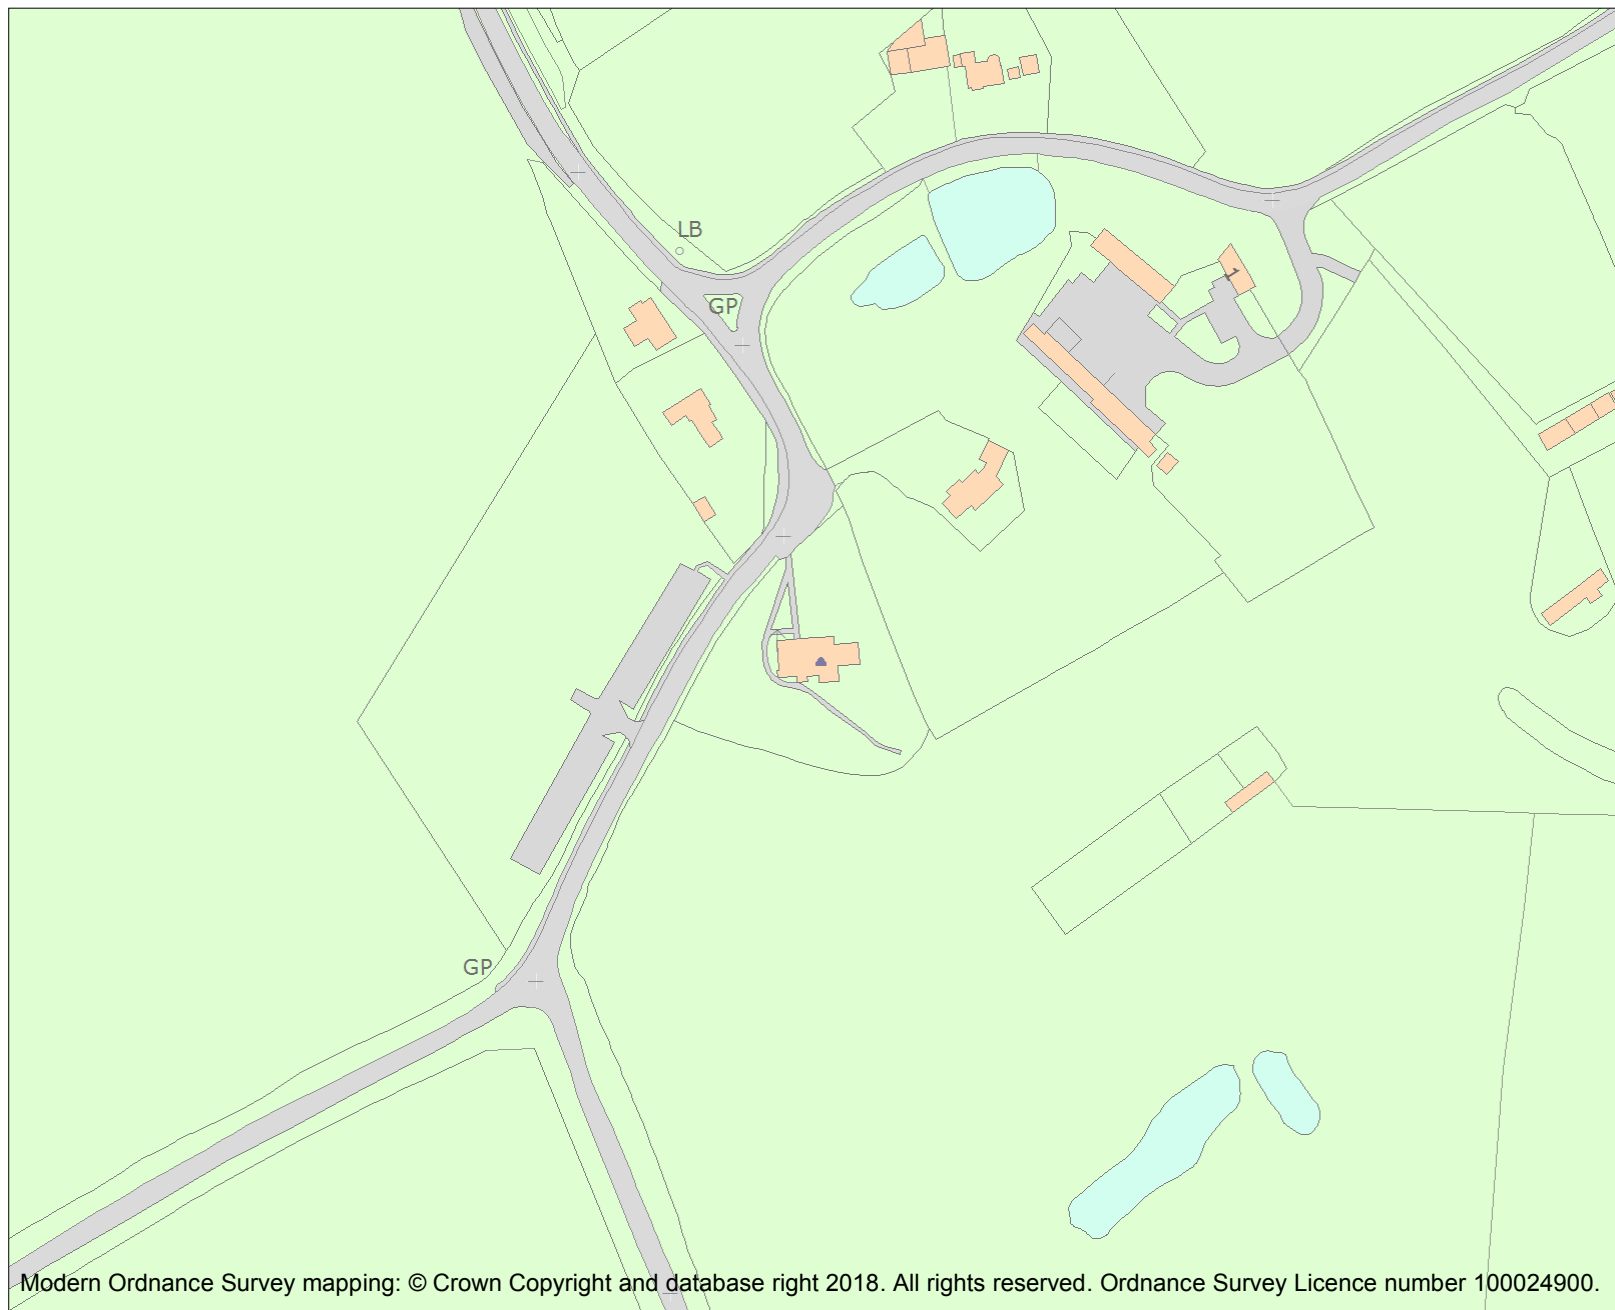 LB
GP
1
GP
Modern Ordnance Survey mapping: © Crown Copyright and database right 2018. All rights reserved. Ordnance Survey Licence number 100024900.